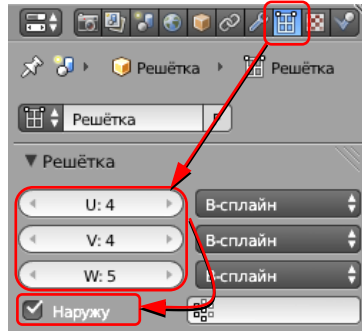 Решётка Решётка
Решётка
Решётка
U: 4 В-сплайн
V: 4 В-сплайн
W: 5 В-сплайн
Наружу